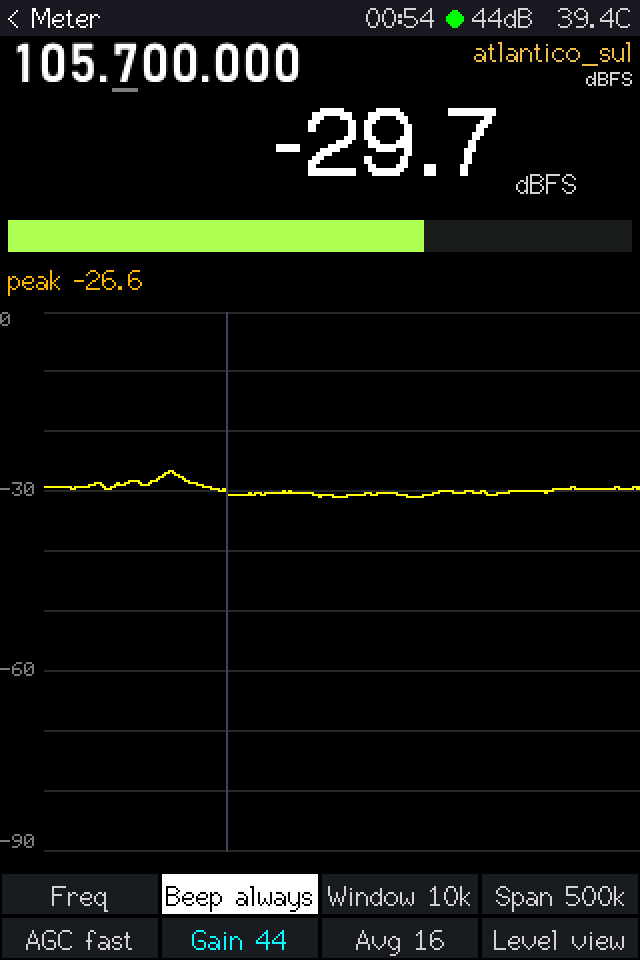 < Meter 00:54 44dB 39.4C
105.700.000 atlantico_sul
dBFS
-29.7 dBFS
peak -26.6
0
-30
-60
-90
Freq Beep always Window 10k Span 500k
AGC fast Gain 44 Avg 16 Level view